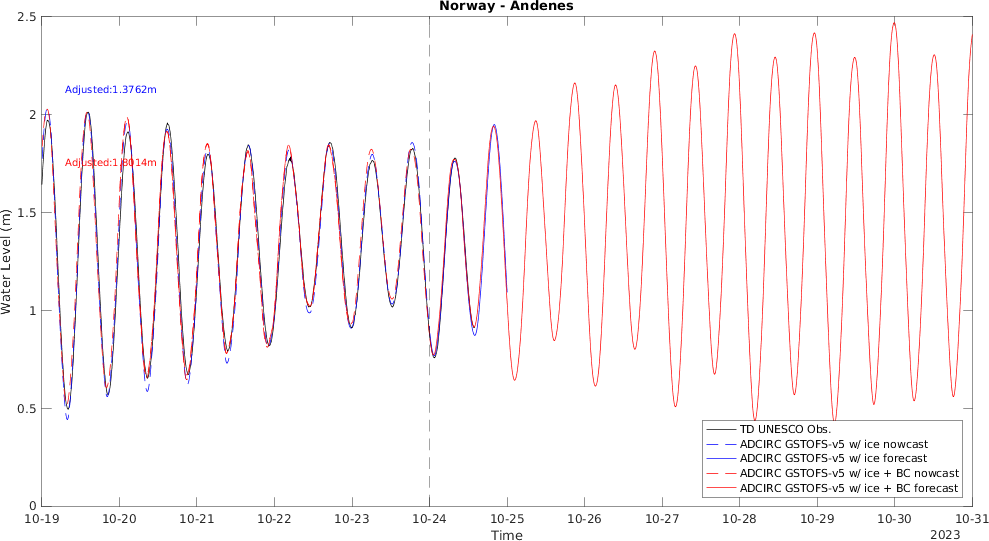 Norway - Andenes
2.5
2
1.5
1
0.5
0
Water Level (m)
Adjusted:1.3762m
Adjusted:1.8014m
TD UNESCO Obs.
ADCIRC GSTOFS-v5 w/ ice nowcast
ADCIRC GSTOFS-v5 w/ ice forecast
ADCIRC GSTOFS-v5 w/ ice + BC nowcast
ADCIRC GSTOFS-v5 w/ ice + BC forecast
10-19 10-20 10-21 10-22 10-23 10-24 10-25 10-26 10-27 10-28 10-29 10-30 10-31
Time
2023